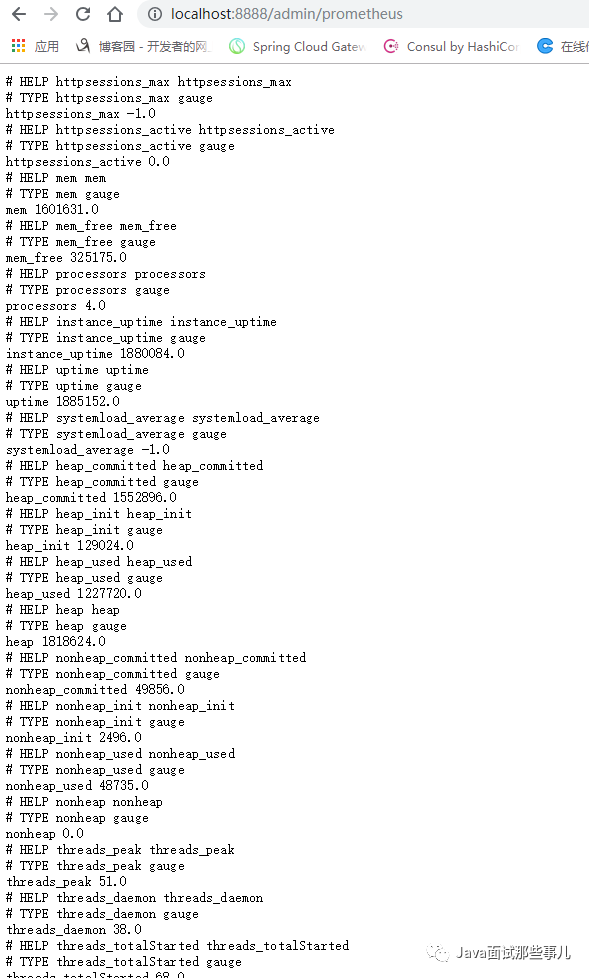 localhost:8888/admin/prometheus
应用
博客园 - 开发者的网
Spring Cloud Gatew
Consul by HashiCor
在线
# HELP httpsessions_max httpsessions_max
# TYPE httpsessions_max gauge
httpsessions_max -1.0
# HELP httpsessions_active httpsessions_active
# TYPE httpsessions_active gauge
httpsessions_active 0.0
# HELP mem mem
# TYPE mem gauge
mem 1601631.0
# HELP mem_free mem_free
# TYPE mem_free gauge
mem_free 325175.0
# HELP processors processors
# TYPE processors gauge
processors 4.0
# HELP instance_uptime instance_uptime
# TYPE instance_uptime gauge
instance_uptime 1880084.0
# HELP uptime uptime
# TYPE uptime gauge
uptime 1885152.0
# HELP systemload_average systemload_average
# TYPE systemload_average gauge
systemload_average -1.0
# HELP heap_committed heap_committed
# TYPE heap_committed gauge
heap_committed 1552896.0
# HELP heap_init heap_init
# TYPE heap_init gauge
heap_init 129024.0
# HELP heap_used heap_used
# TYPE heap_used gauge
heap_used 1227720.0
# HELP heap heap
# TYPE heap gauge
heap 1818624.0
# HELP nonheap_committed nonheap_committed
# TYPE nonheap_committed gauge
nonheap_committed 49856.0
# HELP nonheap_init nonheap_init
# TYPE nonheap_init gauge
nonheap_init 2496.0
# HELP nonheap_used nonheap_used
# TYPE nonheap_used gauge
nonheap_used 48735.0
# HELP nonheap nonheap
# TYPE nonheap gauge
nonheap 0.0
# HELP threads_peak threads_peak
# TYPE threads_peak gauge
threads_peak 51.0
# HELP threads_daemon threads_daemon
# TYPE threads_daemon gauge
threads_daemon 38.0
# HELP threads_totalStarted threads_totalStarted
# TYPE threads_totalStarted gauge
threads_totalStarted 68.0
Java面试那些事儿